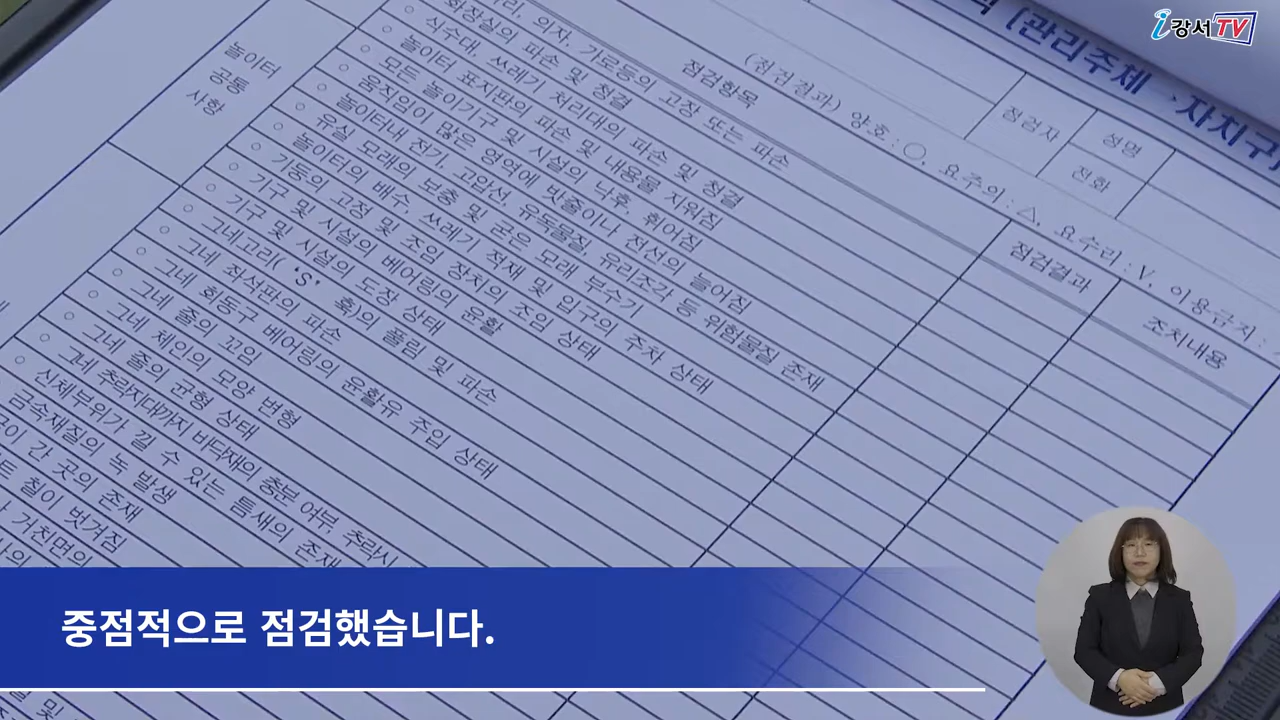 i강서TV
[관리주체→자치구]
점검자
성명
전화
(점검결과) 양호 : ○, 요주의 : △, 요수리 : V, 이용금지 :
점검항목
점검결과
조치내용
놀이터
공통
사항
의자, 가로등의 고장 또는 파손
○ 화장실의 파손 및 청결
○ 식수대, 쓰레기 처리대의 파손 및 청결
○ 놀이터 표지판의 파손 및 내용물 지워짐
○ 모든 놀이기구 및 시설의 낙후, 휘어짐
○ 움직임이 많은 영역에 밧줄이나 전선의 늘어짐
○ 놀이터내 전기, 고압선, 유독물질, 유리조각 등 위험물질 존재
○ 유실 모래의 보충 및 굳은 모래 부수기
○ 놀이터의 배수, 쓰레기 적재 및 입구의 주차 상태
○ 기둥의 고정 및 조임 장치의 조임 상태
○ 기구 및 시설의 베어링의 윤활
○ 기구 및 시설의 도장 상태
○ 그네고리( ‘S’ 훅)의 풀림 및 파손
○ 그네 최석판의 파손
○ 그네 회동구 베어링의 윤활유 주입 상태
○ 그네 줄의 꼬임
○ 그네 체인의 모양 변형
○ 그네 줄의 균형 상태
○ 그네 추락지대까지 바닥재의 충분 여부, 추락시
○ 신체부위가 낄 수 있는 틈새의 존재
금속재질의 녹 발생
금이 간 곳의 존재
칠이 벗겨짐
거친면의
중점적으로 점검했습니다.